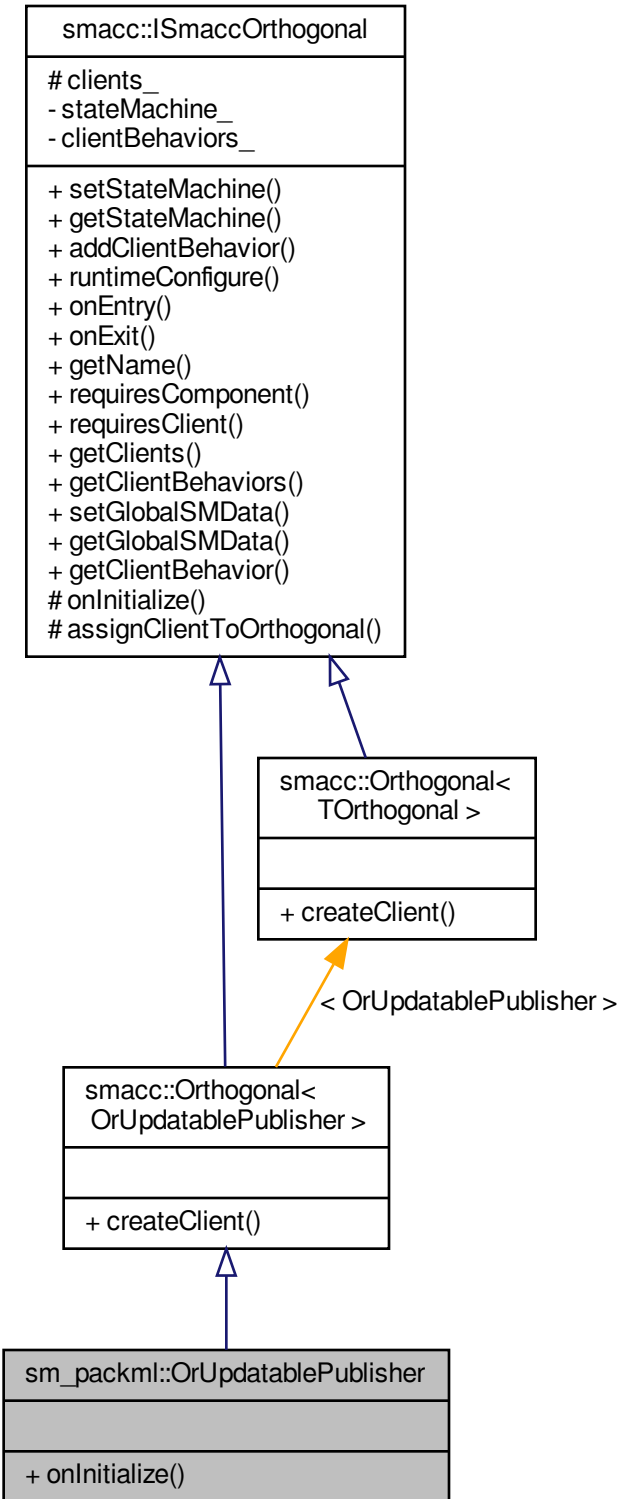 smacc::ISmaccOrthogonal
# clients_
- stateMachine_
- clientBehaviors_
+ setStateMachine()
+ getStateMachine()
+ addClientBehavior()
+ runtimeConfigure()
+ onEntry()
+ onExit()
+ getName()
+ requiresComponent()
+ requiresClient()
+ getClients()
+ getClientBehaviors()
+ setGlobalSMData()
+ getGlobalSMData()
+ getClientBehavior()
# onInitialize()
# assignClientToOrthogonal()
smacc::Orthogonal<
TOrthogonal >
+ createClient()
< OrUpdatablePublisher >
smacc::Orthogonal<
OrUpdatablePublisher >
+ createClient()
sm_packml::OrUpdatablePublisher
+ onInitialize()